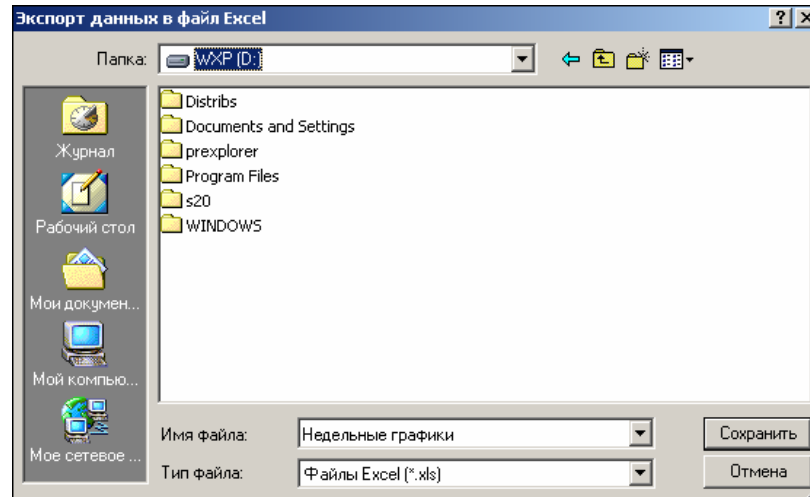 Экспорт данных в файл Excel
Папка: WXP (D:)
Distribs
Documents and Settings
prexplorer
Program Files
s20
WINDOWS
Журнал
Рабочий стол
Мои докумен...
Мой компью...
Мое сетевое ...
Имя файла: Недельные графики Сохранить
Тип файла: Файлы Excel (*.xls) Отмена